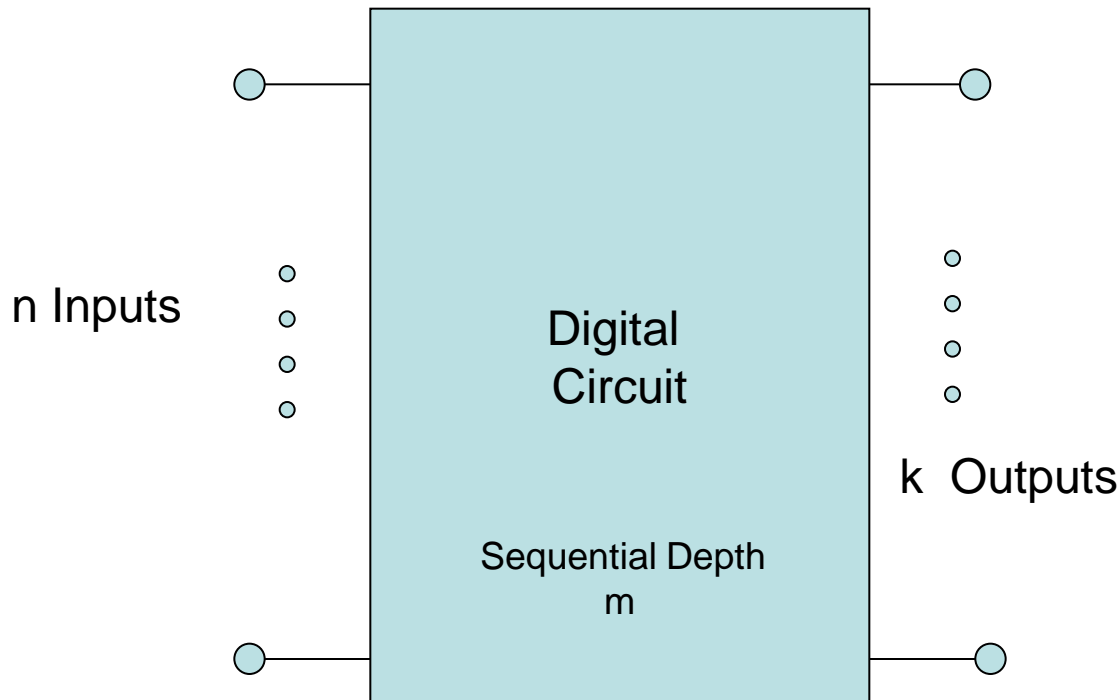 n Inputs
Digital
Circuit
k Outputs
Sequential Depth
m